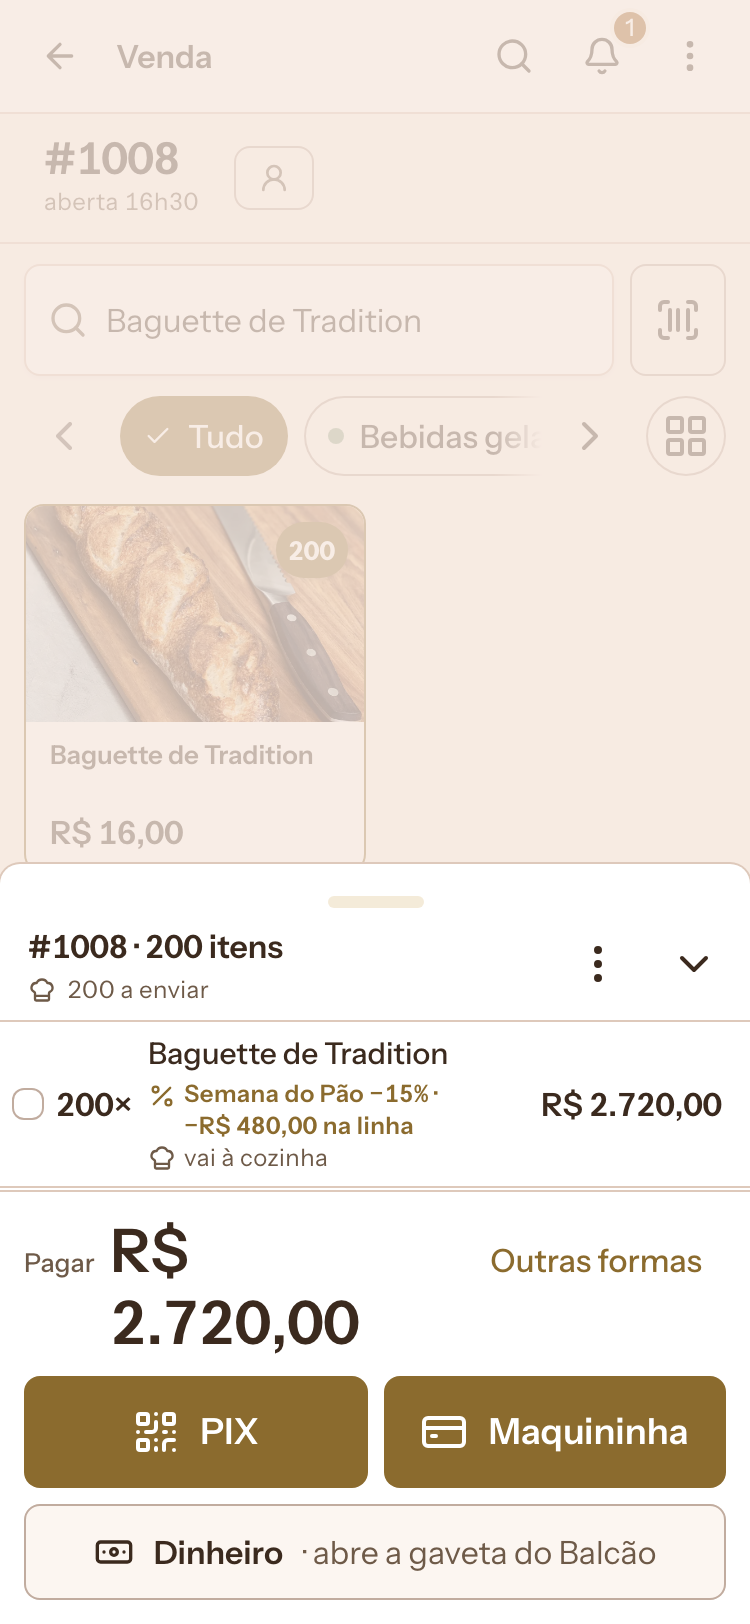 Venda
1
#1008
aberta 16h30
Baguette de Tradition
Tudo
Bebidas gela
200
Baguette de Tradition
R$ 16,00
#1008 · 200 itens
200 a enviar
200×
Baguette de Tradition
Semana do Pão −15% ·
−R$ 480,00 na linha
vai à cozinha
R$ 2.720,00
Pagar R$
2.720,00
Outras formas
PIX
Maquininha
Dinheiro · abre a gaveta do Balcão